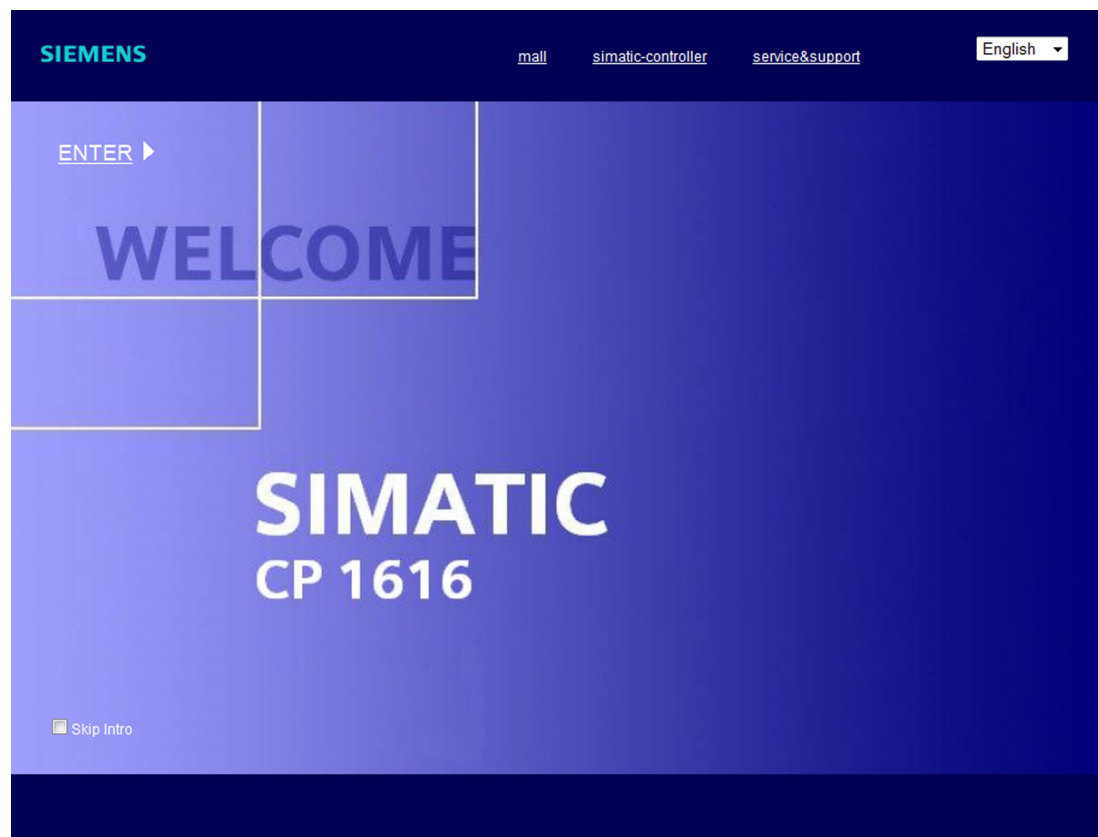 SIEMENS
mall simatic-controller service&support English
ENTER
WELCOME
SIMATIC
CP 1616
Skip Intro